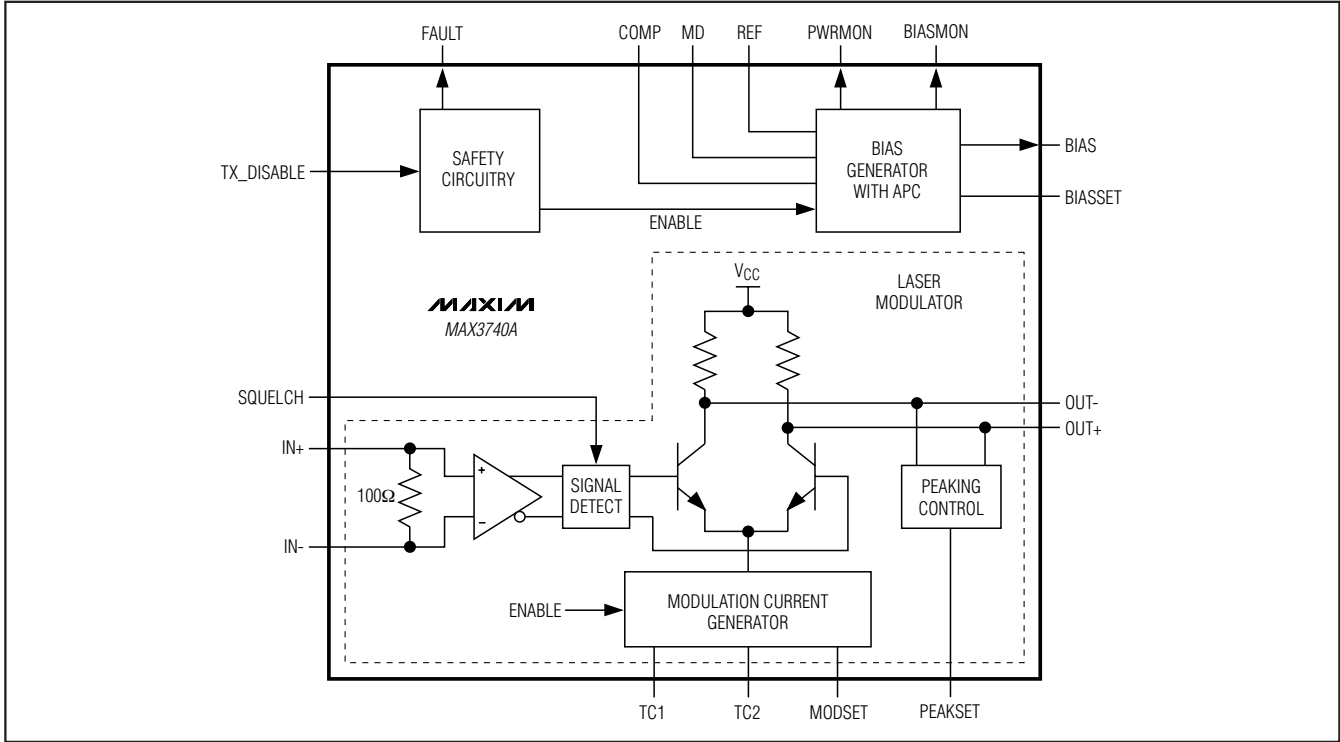 FAULT
COMP
MD
REF
PWRMON
BIASMON
TX_DISABLE
SAFETY
CIRCUITRY
ENABLE
BIAS
GENERATOR
WITH APC
BIAS
BIASSET
MAXIM
MAX3740A
VCC
LASER
MODULATOR
SQUELCH
IN+
IN-
100Ω
+
−
SIGNAL
DETECT
OUT-
OUT+
PEAKING
CONTROL
ENABLE
MODULATION CURRENT
GENERATOR
TC1
TC2
MODSET
PEAKSET